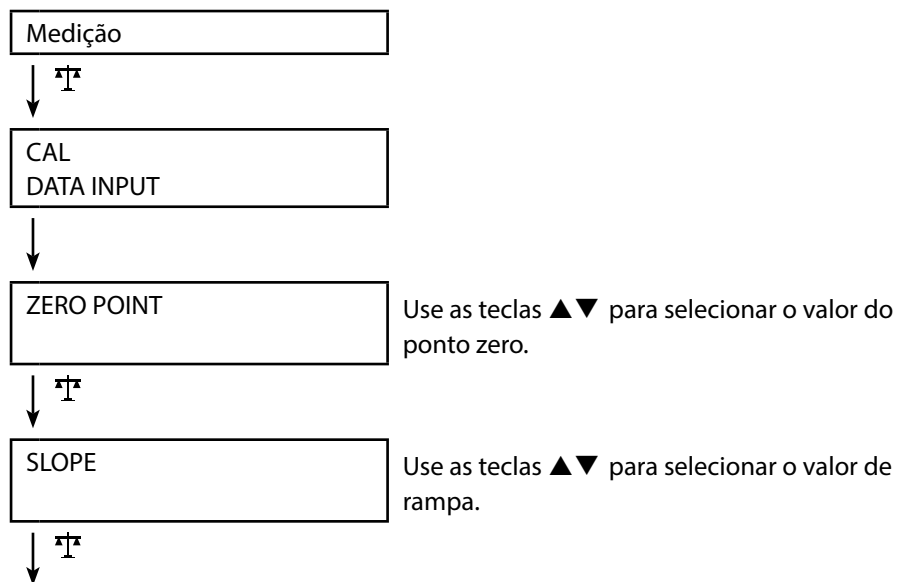 Medição
CAL
DATA INPUT
ZERO POINT
Use as teclas ▲▼ para selecionar o valor do
ponto zero.
SLOPE
Use as teclas ▲▼ para selecionar o valor de
rampa.